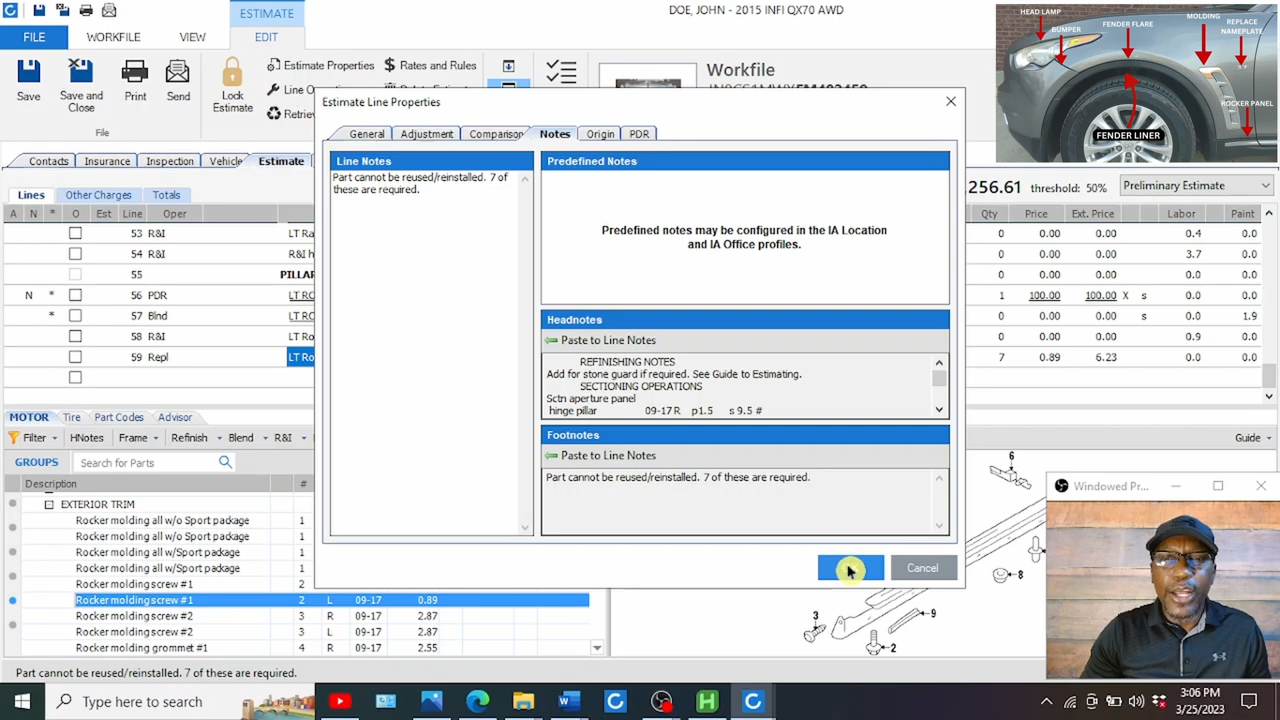 ESTIMATE
DOE, JOHN - 2015 INFI QX70 AWD
FILE
WORKFILE
VIEW
EDIT
Save
Save and
Close
Print
Send
Lock
Estimate
File
Estimate Properties
Rates and Rules
Workfile
HEAD LAMP
BUMPER
FENDER FLARE
MOLDING
REPLACE
NAMEPLATE
ROCKER PANEL
FENDER LINER
Contacts
Insurance
Inspection
Vehicle
Estimate
Lines
Other Charges
Totals
,256.61 threshold: 50%
Preliminary Estimate
A N * O Est Line Oper
53 R&I LT Ra
54 R&I R&I h
55 PILLAR
N * 56 PDR LT RO
* 57 Blnd LT RO
58 R&I LT Ro
59 Repl LT Ro
Qty Price Ext. Price Labor Paint
0 0.00 0.00 0.4 0.0
0 0.00 0.00 3.7 0.0
0 0.00 0.00 0.0 0.0
1 100.00 100.00 X s 0.0 0.0
0 0.00 0.00 s 0.0 1.9
0 0.00 0.00 0.9 0.0
7 0.89 6.23 0.0 0.0
Estimate Line Properties
General
Adjustment
Comparison
Notes
Origin
PDR
Line Notes
Part cannot be reused/reinstalled. 7 of
these are required.
Predefined Notes
Predefined notes may be configured in the IA Location
and IA Office profiles.
Headnotes
Paste to Line Notes
REFINISHING NOTES
Add for stone guard if required. See Guide to Estimating.
SECTIONING OPERATIONS
Sctn aperture panel
hinge pillar 09-17 R p1.5 s 9.5 #
Footnotes
Paste to Line Notes
Part cannot be reused/reinstalled. 7 of these are required.
Cancel
MOTOR
Tire
Part Codes
Advisor
Filter
HNotes
Frame
Refinish
Blend
R&I
Guide
GROUPS
Search for Parts
Description #
EXTERIOR TRIM
Rocker molding all w/o Sport package 1
Rocker molding all w/o Sport package 1
Rocker molding all w/Sport package 1
Rocker molding all w/Sport package 1
Rocker molding screw #1 1
Rocker molding screw #1 2 L 09-17 0.89
Rocker molding screw #2 3 R 09-17 2.87
Rocker molding screw #2 3 L 09-17 2.87
Rocker molding grommet #1 4 R 09-17 2.55
6
8
3
9
2
Windowed Pr...
Part cannot be reused/reinstalled. 7 of these are required.
Type here to search
3:06 PM
3/25/2023